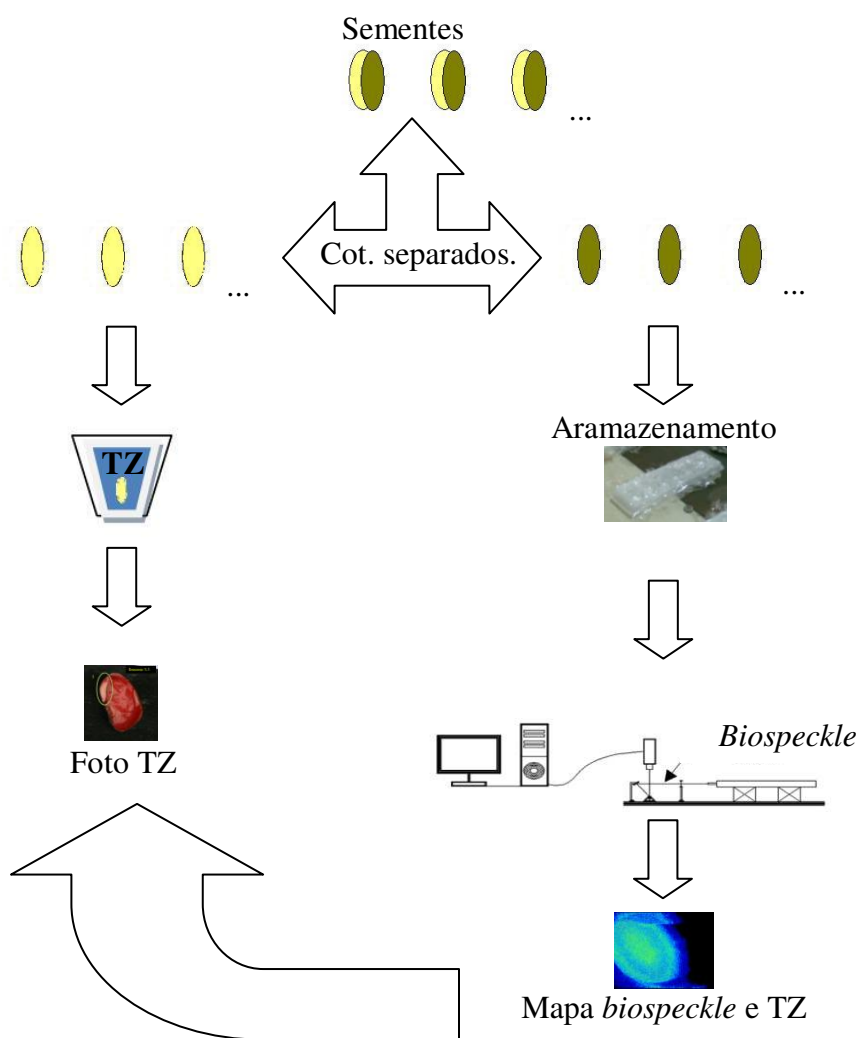 Sementes
...
Cot. separados.
...
...
TZ
Aramazenamento
Foto TZ
Biospeckle
Mapa biospeckle e TZ